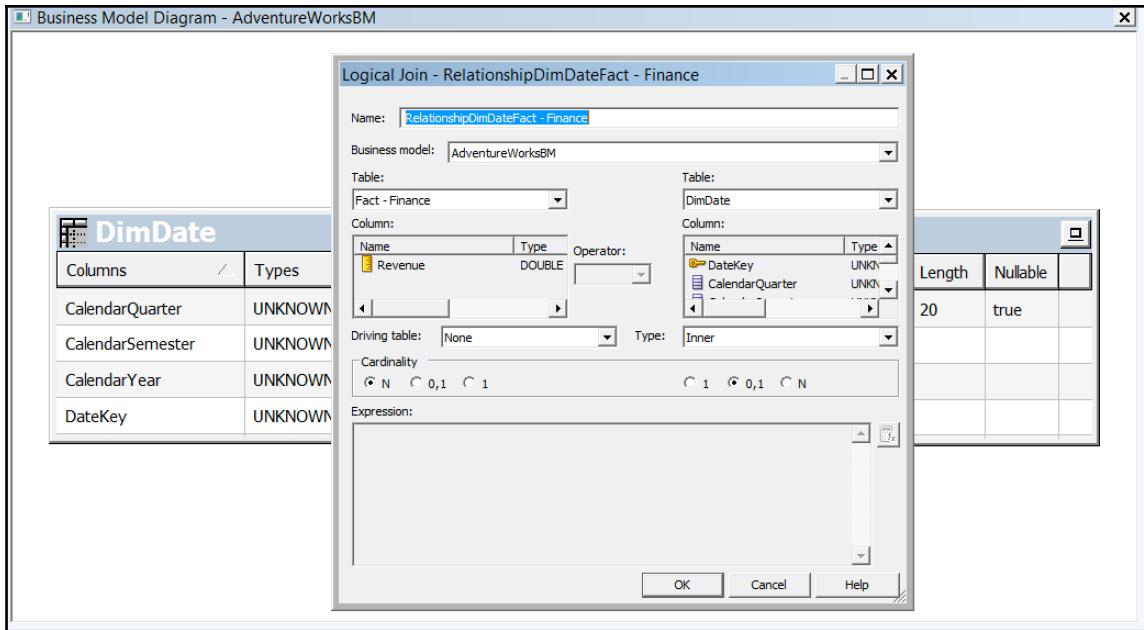 Business Model Diagram - AdventureWorksBM
Logical Join - RelationshipDimDateFact - Finance
Name: RelationshipDimDateFact - Finance
Business model: AdventureWorksBM
Table: Table:
Fact - Finance DimDate
Column: Column:
Name Type Operator: Name Type
Revenue DOUBLE DateKey UNKN
CalendarQuarter UNKN
Driving table: None Type: Inner
Cardinality
N 0,1 1 1 0,1 N
Expression:
OK Cancel Help
DimDate
Columns Types Length Nullable
CalendarQuarter UNKNOWN 20 true
CalendarSemester UNKNOWN
CalendarYear UNKNOWN
DateKey UNKNOWN